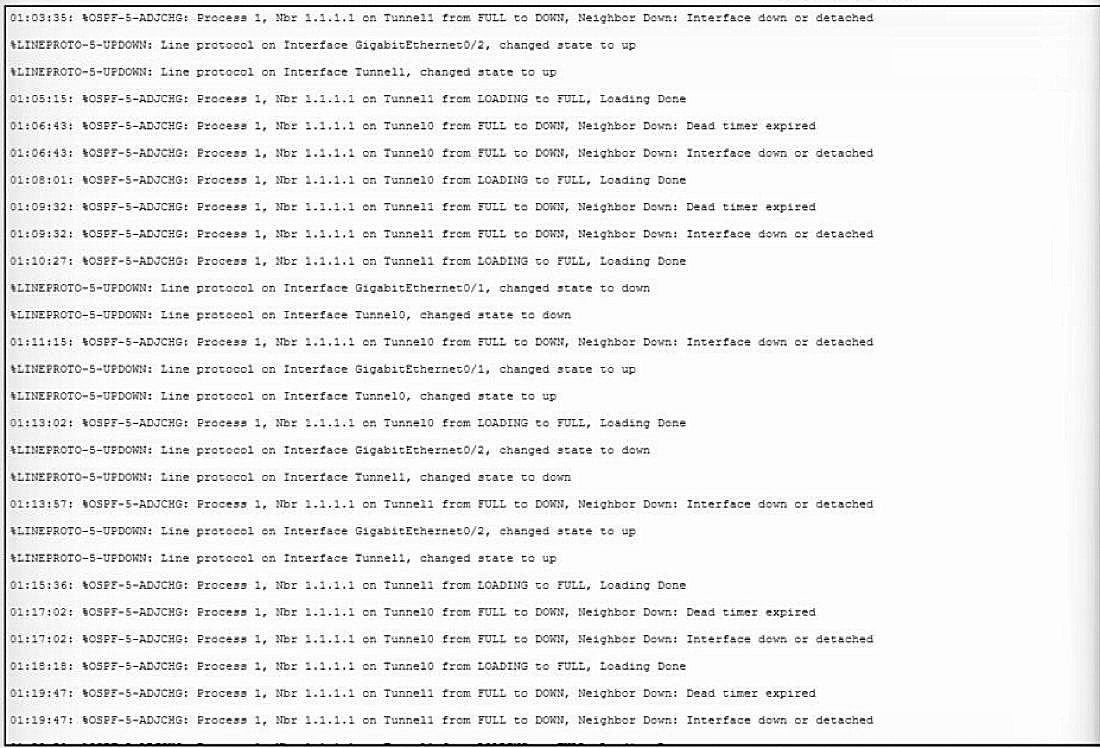 01:03:35: %OSPF-5-ADJCHG: Process 1, Nbr 1.1.1.1 on Tunnel1 from FULL to DOWN, Neighbor Down: Interface down or detached
%LINEPROTO-5-UPDOWN: Line protocol on Interface GigabitEthernet0/2, changed state to up
%LINEPROTO-5-UPDOWN: Line protocol on Interface Tunnel1, changed state to up
01:05:15: %OSPF-5-ADJCHG: Process 1, Nbr 1.1.1.1 on Tunnel1 from LOADING to FULL, Loading Done
01:06:43: %OSPF-5-ADJCHG: Process 1, Nbr 1.1.1.1 on Tunnel0 from FULL to DOWN, Neighbor Down: Dead timer expired
01:06:43: %OSPF-5-ADJCHG: Process 1, Nbr 1.1.1.1 on Tunnel0 from FULL to DOWN, Neighbor Down: Interface down or detached
01:08:01: %OSPF-5-ADJCHG: Process 1, Nbr 1.1.1.1 on Tunnel0 from LOADING to FULL, Loading Done
01:09:32: %OSPF-5-ADJCHG: Process 1, Nbr 1.1.1.1 on Tunnel1 from FULL to DOWN, Neighbor Down: Dead timer expired
01:09:32: %OSPF-5-ADJCHG: Process 1, Nbr 1.1.1.1 on Tunnel1 from FULL to DOWN, Neighbor Down: Interface down or detached
01:10:27: %OSPF-5-ADJCHG: Process 1, Nbr 1.1.1.1 on Tunnel1 from LOADING to FULL, Loading Done
%LINEPROTO-5-UPDOWN: Line protocol on Interface GigabitEthernet0/1, changed state to down
%LINEPROTO-5-UPDOWN: Line protocol on Interface Tunnel0, changed state to down
01:11:15: %OSPF-5-ADJCHG: Process 1, Nbr 1.1.1.1 on Tunnel0 from FULL to DOWN, Neighbor Down: Interface down or detached
%LINEPROTO-5-UPDOWN: Line protocol on Interface GigabitEthernet0/1, changed state to up
%LINEPROTO-5-UPDOWN: Line protocol on Interface Tunnel0, changed state to up
01:13:02: %OSPF-5-ADJCHG: Process 1, Nbr 1.1.1.1 on Tunnel0 from LOADING to FULL, Loading Done
%LINEPROTO-5-UPDOWN: Line protocol on Interface GigabitEthernet0/2, changed state to down
%LINEPROTO-5-UPDOWN: Line protocol on Interface Tunnel1, changed state to down
01:13:57: %OSPF-5-ADJCHG: Process 1, Nbr 1.1.1.1 on Tunnel1 from FULL to DOWN, Neighbor Down: Interface down or detached
%LINEPROTO-5-UPDOWN: Line protocol on Interface GigabitEthernet0/2, changed state to up
%LINEPROTO-5-UPDOWN: Line protocol on Interface Tunnel1, changed state to up
01:15:36: %OSPF-5-ADJCHG: Process 1, Nbr 1.1.1.1 on Tunnel1 from LOADING to FULL, Loading Done
01:17:02: %OSPF-5-ADJCHG: Process 1, Nbr 1.1.1.1 on Tunnel0 from FULL to DOWN, Neighbor Down: Dead timer expired
01:17:02: %OSPF-5-ADJCHG: Process 1, Nbr 1.1.1.1 on Tunnel0 from FULL to DOWN, Neighbor Down: Interface down or detached
01:18:18: %OSPF-5-ADJCHG: Process 1, Nbr 1.1.1.1 on Tunnel0 from LOADING to FULL, Loading Done
01:19:47: %OSPF-5-ADJCHG: Process 1, Nbr 1.1.1.1 on Tunnel1 from FULL to DOWN, Neighbor Down: Dead timer expired
01:19:47: %OSPF-5-ADJCHG: Process 1, Nbr 1.1.1.1 on Tunnel1 from FULL to DOWN, Neighbor Down: Interface down or detached